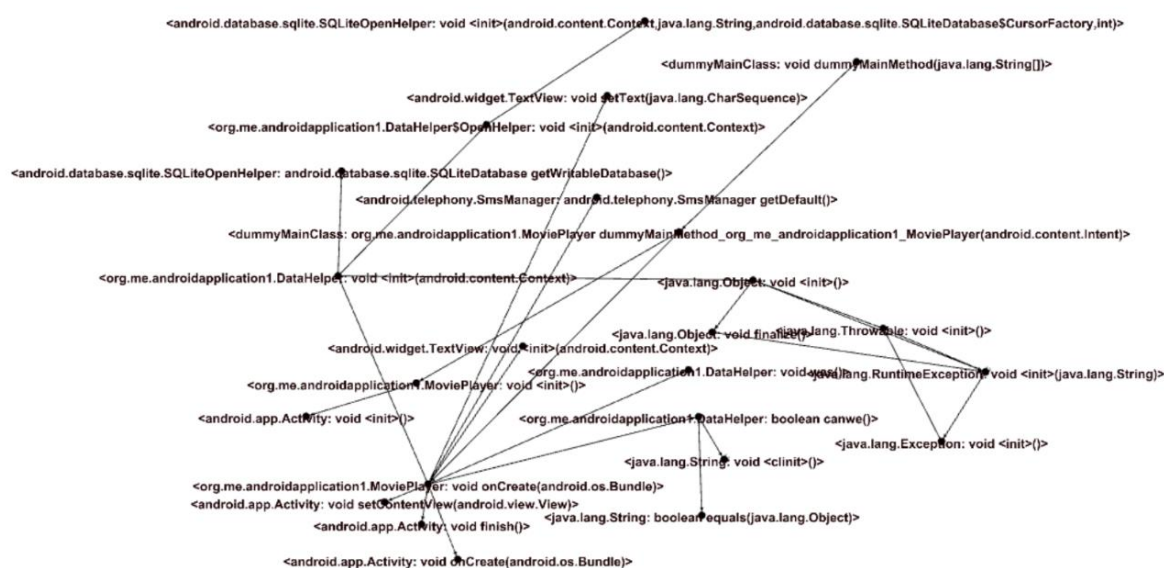 <android.database.sqlite.SQLiteOpenHelper: void <init>(android.content.Context,java.lang.String,android.database.sqlite.SQLiteDatabase$CursorFactory,int)>
<dummyMainClass: void dummyMainMethod(java.lang.String[])>
<android.widget.TextView: void setText(java.lang.CharSequence)>
<org.me.androidapplication1.DataHelper$OpenHelper: void <init>(android.content.Context)>
<android.database.sqlite.SQLiteOpenHelper: android.database.sqlite.SQLiteDatabase getWritableDatabase()>
<android.telephony.SmsManager: android.telephony.SmsManager getDefault()>
<dummyMainClass: org.me.androidapplication1.MoviePlayer dummyMainMethod_org_me_androidapplication1_MoviePlayer(android.content.Intent)>
<org.me.androidapplication1.DataHelper: void <init>(android.content.Context)>
<java.lang.Object: void <init>()>
<java.lang.Object: void finalize()>
<java.lang.Throwable: void <init>()>
<android.widget.TextView: void <init>(android.content.Context)>
<org.me.androidapplication1.DataHelper: void was()>
<java.lang.RuntimeException: void <init>(java.lang.String)>
<org.me.androidapplication1.MoviePlayer: void <init>()>
<android.app.Activity: void <init>()>
<org.me.androidapplication1.DataHelper: boolean canwe()>
<java.lang.Exception: void <init>()>
<java.lang.String: void <clinit>()>
<org.me.androidapplication1.MoviePlayer: void onCreate(android.os.Bundle)>
<android.app.Activity: void setContentView(android.view.View)>
<java.lang.String: boolean equals(java.lang.Object)>
<android.app.Activity: void finish()>
<android.app.Activity: void onCreate(android.os.Bundle)>